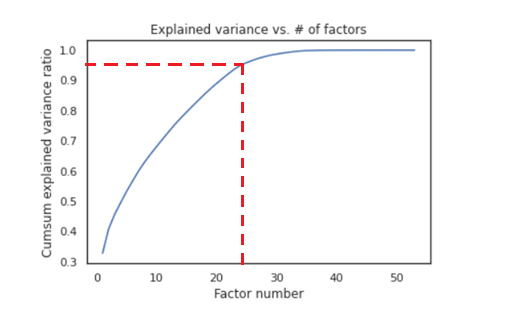 Explained variance vs. # of factors
Cumsum explained variance ratio
1.0
0.9
0.8
0.7
0.6
0.5
0.4
0.3
0 10 20 30 40 50
Factor number